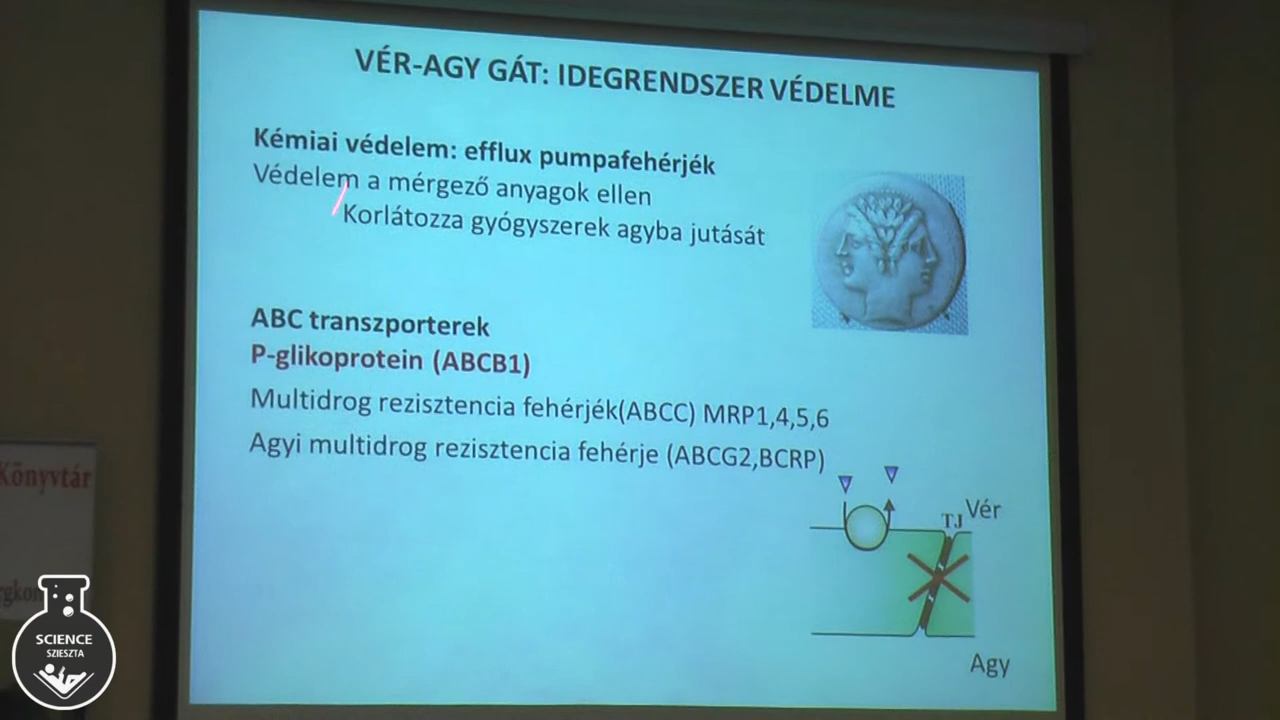 VÉR-AGY GÁT: IDEGRENDSZER VÉDELME
Kémiai védelem: efflux pumpafehérjék
Védelem a mérgező anyagok ellen
Korlátozza gyógyszerek agyba jutását
ABC transzporterek
P-glikoprotein (ABCB1)
Multidrog rezisztencia fehérjék(ABCC) MRP1,4,5,6
Agyi multidrog rezisztencia fehérje (ABCG2,BCRP)
TJ
Vér
Agy
Könyvtár
SCIENCE
SZIESZTA